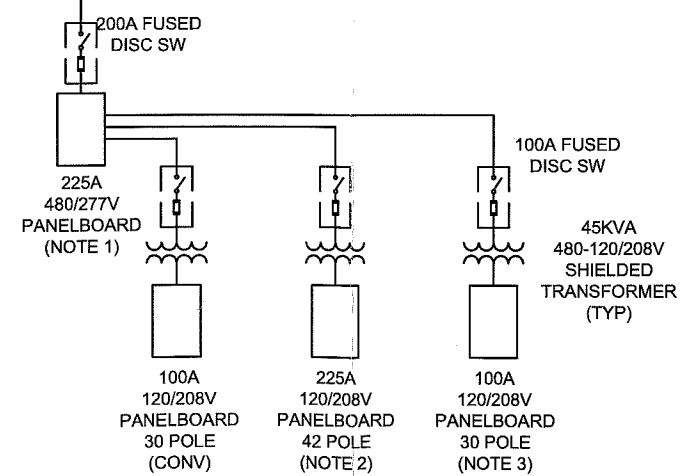 200A FUSED
DISC SW
100A FUSED
DISC SW
225A
480/277V
PANELBOARD
(NOTE 1)
45KVA
480-120/208V
SHIELDED
TRANSFORMER
(TYP)
100A
120/208V
PANELBOARD
30 POLE
(CONV)
225A
120/208V
PANELBOARD
42 POLE
(NOTE 2)
100A
120/208V
PANELBOARD
30 POLE
(NOTE 3)